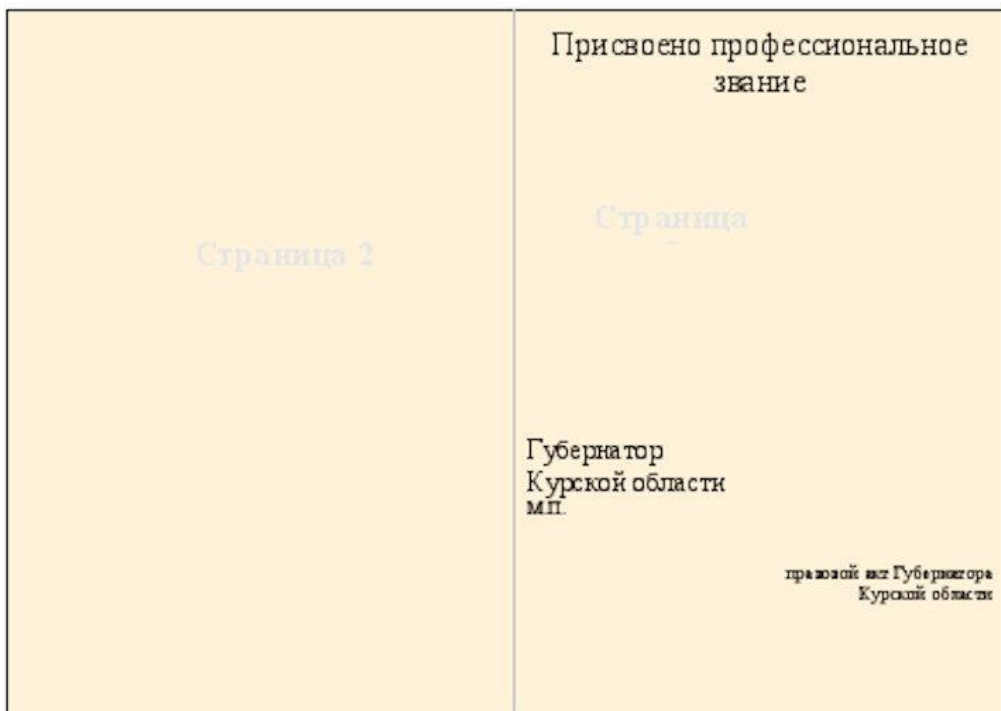 Страница 2
Присвоено профессиональное
звание
Страница
Губернатор
Курской области
м.п.
правовой акт Губернатора
Курской области